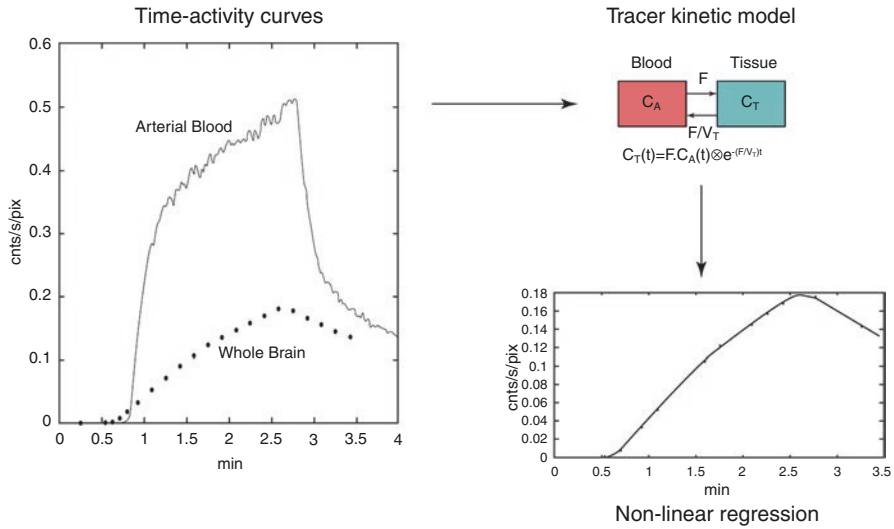 Time-activity curves
0.6
0.5
0.4
0.3
0.2
0.1
0
cnts/s/pix
Arterial Blood
Whole Brain
0 0.5 1 1.5 2 2.5 3 3.5 4
min
Tracer kinetic model
Blood Tissue
F
C_A C_T
F/V_T
C_T(t)=F.C_A(t)⊗e^-(F/V_T)t
0.18
0.16
0.14
0.12
0.1
0.08
0.06
0.04
0.02
0
cnts/s/pix
0 0.5 1 1.5 2 2.5 3 3.5
min
Non-linear regression